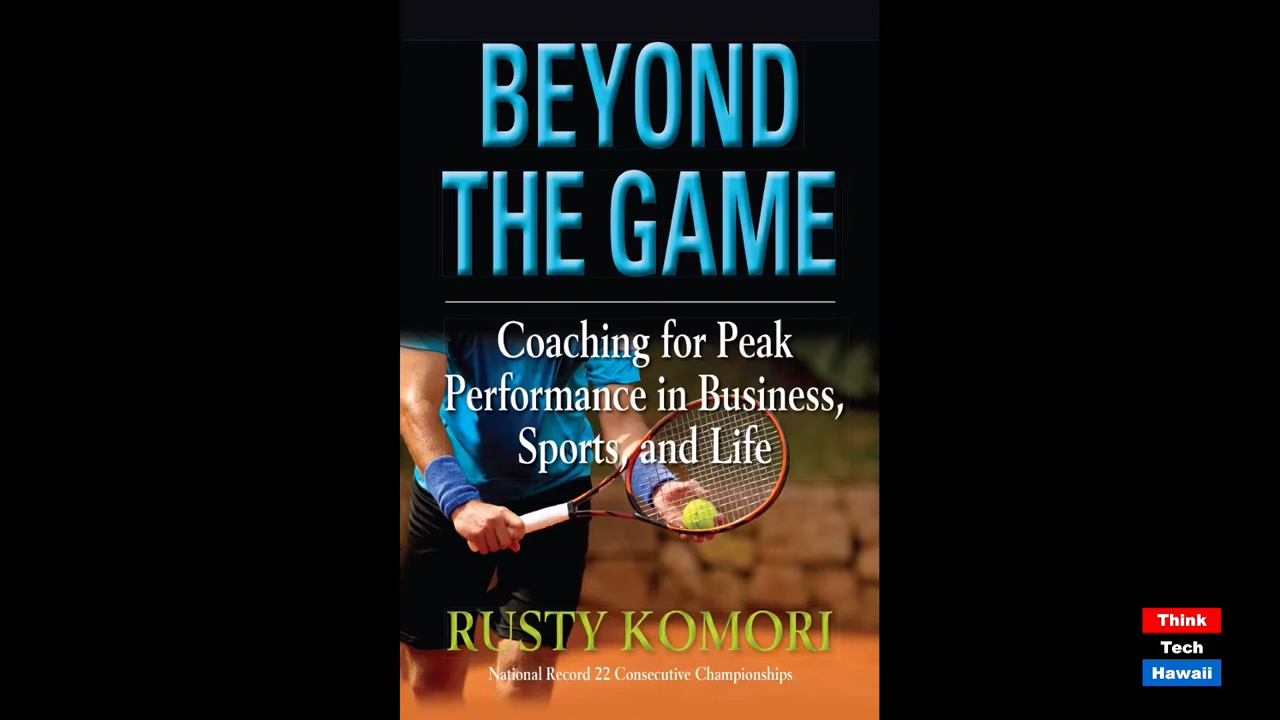 BEYOND
THE GAME
Coaching for Peak
Performance in Business,
Sports, and Life
RUSTY KOMORI
National Record 22 Consecutive Championships
Think
Tech
Hawaii